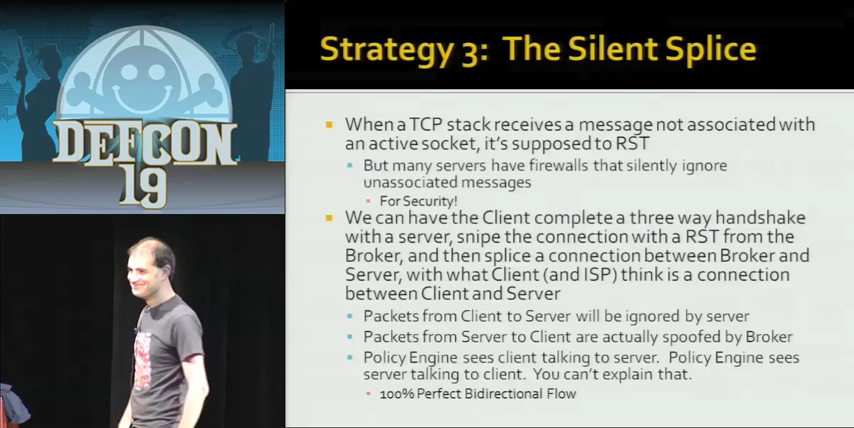 DEFCON
19
Strategy 3: The Silent Splice
When a TCP stack receives a message not associated with
an active socket, it's supposed to RST
But many servers have firewalls that silently ignore
unassociated messages
For Security!
We can have the Client complete a three way handshake
with a server, snipe the connection with a RST from the
Broker, and then splice a connection between Broker and
Server, with what Client (and ISP) think is a connection
between Client and Server
Packets from Client to Server will be ignored by server
Packets from Server to Client are actually spoofed by Broker
Policy Engine sees client talking to server. Policy Engine sees
server talking to client. You can't explain that.
100% Perfect Bidirectional Flow